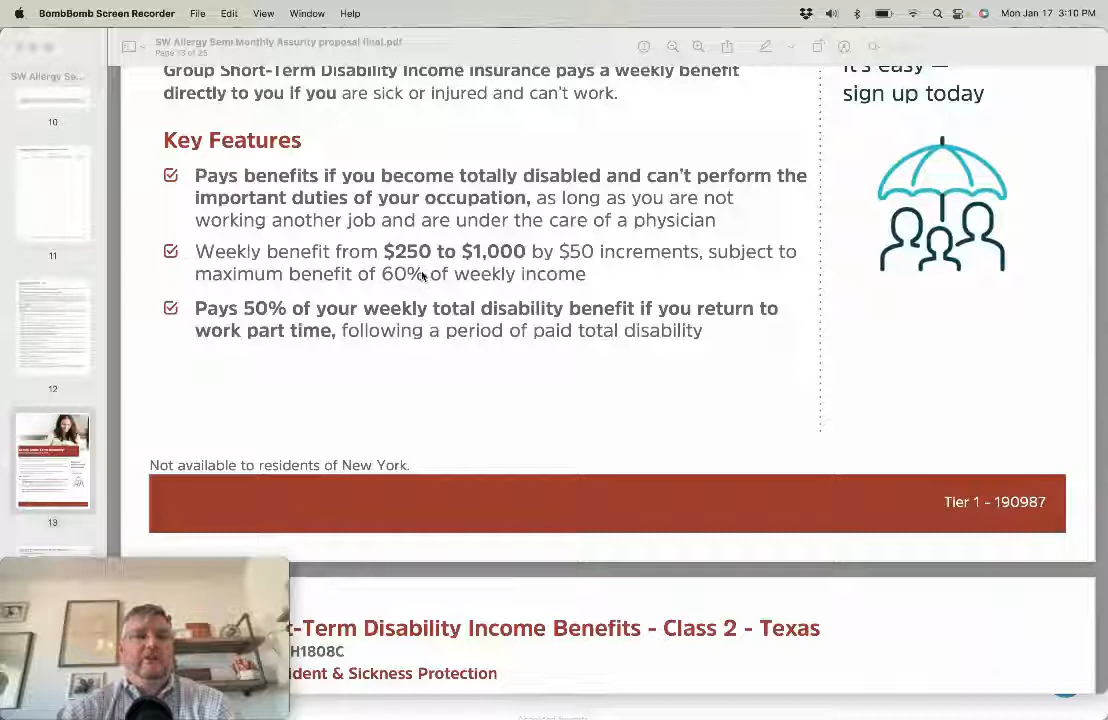 BombBomb Screen Recorder File Edit View Window Help Mon Jan 17 3:10 PM
SW Allergy Semi Monthly Assurity proposal final.pdf
Page 13 of 25
SW Allergy Se...
10
11
12
13
Group Short-Term Disability Income insurance pays a weekly benefit
directly to you if you are sick or injured and can't work.
Key Features
Pays benefits if you become totally disabled and can't perform the
important duties of your occupation, as long as you are not
working another job and are under the care of a physician
Weekly benefit from $250 to $1,000 by $50 increments, subject to
maximum benefit of 60% of weekly income
Pays 50% of your weekly total disability benefit if you return to
work part time, following a period of paid total disability
It's easy —
sign up today
Not available to residents of New York.
Tier 1 - 190987
-Term Disability Income Benefits - Class 2 - Texas
H1808C
ident & Sickness Protection